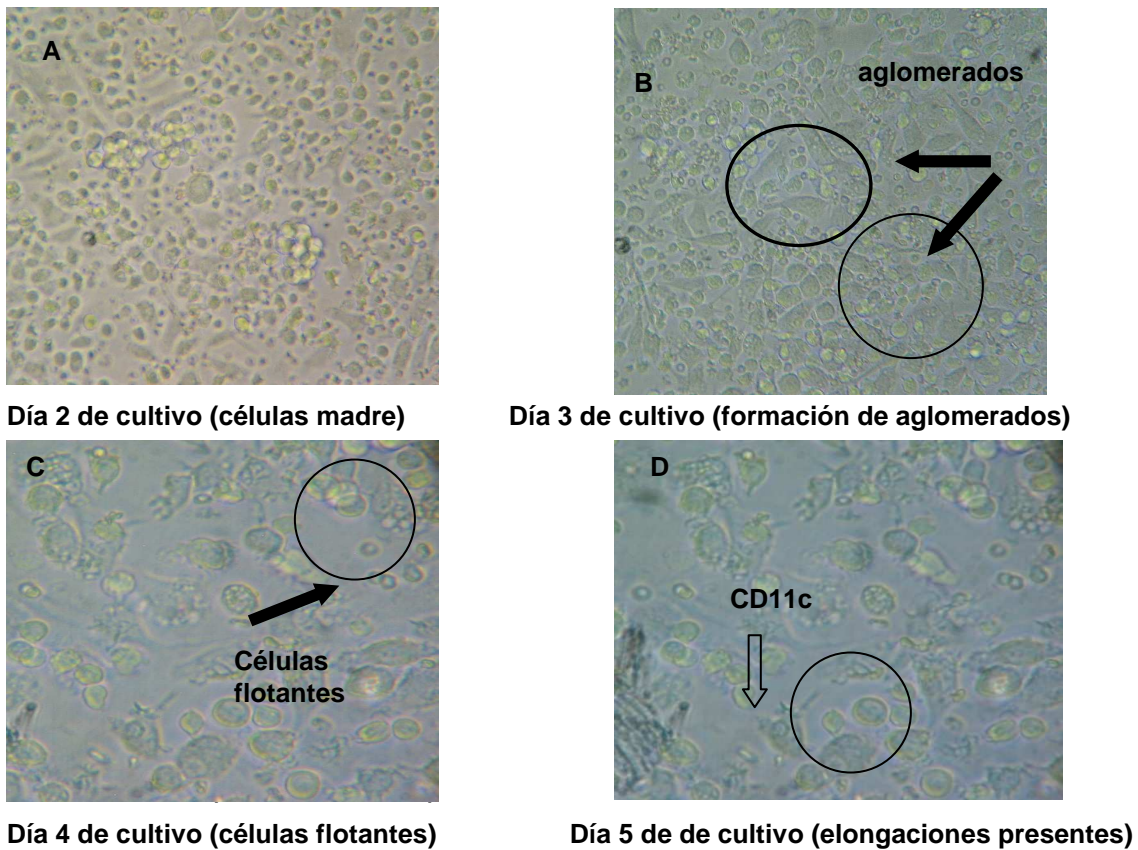 A
B
aglomerados
Día 2 de cultivo (células madre)
Día 3 de cultivo (formación de aglomerados)
C
Células
flotantes
D
CD11c
Día 4 de cultivo (células flotantes)
Día 5 de de cultivo (elongaciones presentes)